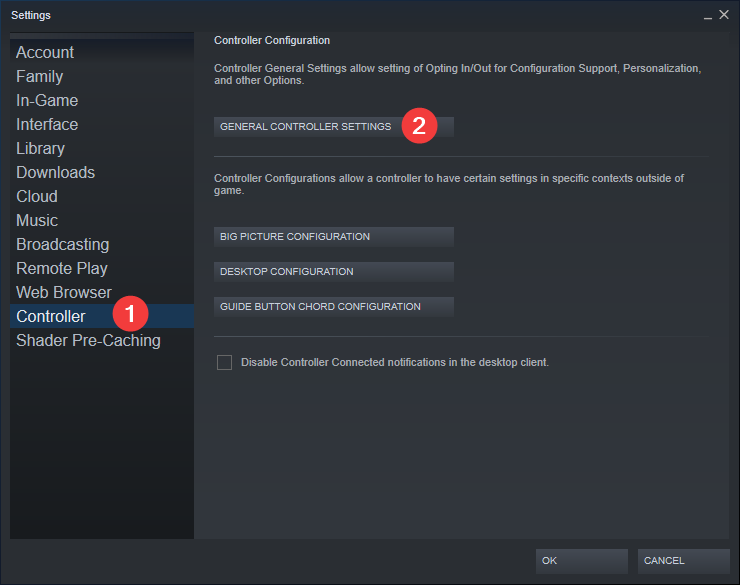 Settings
Account
Family
In-Game
Interface
Library
Downloads
Cloud
Music
Broadcasting
Remote Play
Web Browser
Controller
1
Shader Pre-Caching
Controller Configuration
Controller General Settings allow setting of Opting In/Out for Configuration Support, Personalization,
and other Options.
GENERAL CONTROLLER SETTINGS
2
Controller Configurations allow a controller to have certain settings in specific contexts outside of
game.
BIG PICTURE CONFIGURATION
DESKTOP CONFIGURATION
GUIDE BUTTON CHORD CONFIGURATION
Disable Controller Connected notifications in the desktop client.
OK
CANCEL